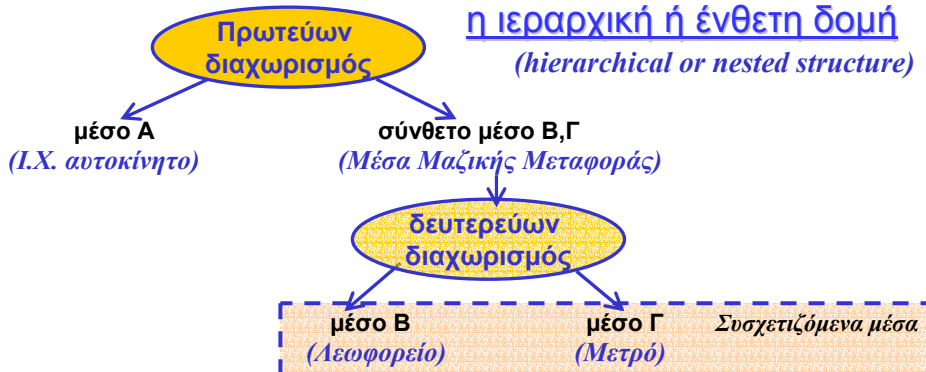 η ιεραρχική ή ένθετη δομή
(hierarchical or nested structure)
Πρωτεύων
διαχωρισμός
μέσο Α
(Ι.Χ. αυτοκίνητο)
σύνθετο μέσο Β,Γ
(Μέσα Μαζικής Μεταφοράς)
δευτερεύων
διαχωρισμός
μέσο Β
(Λεωφορείο)
μέσο Γ
(Μετρό)
Συσχετιζόμενα μέσα